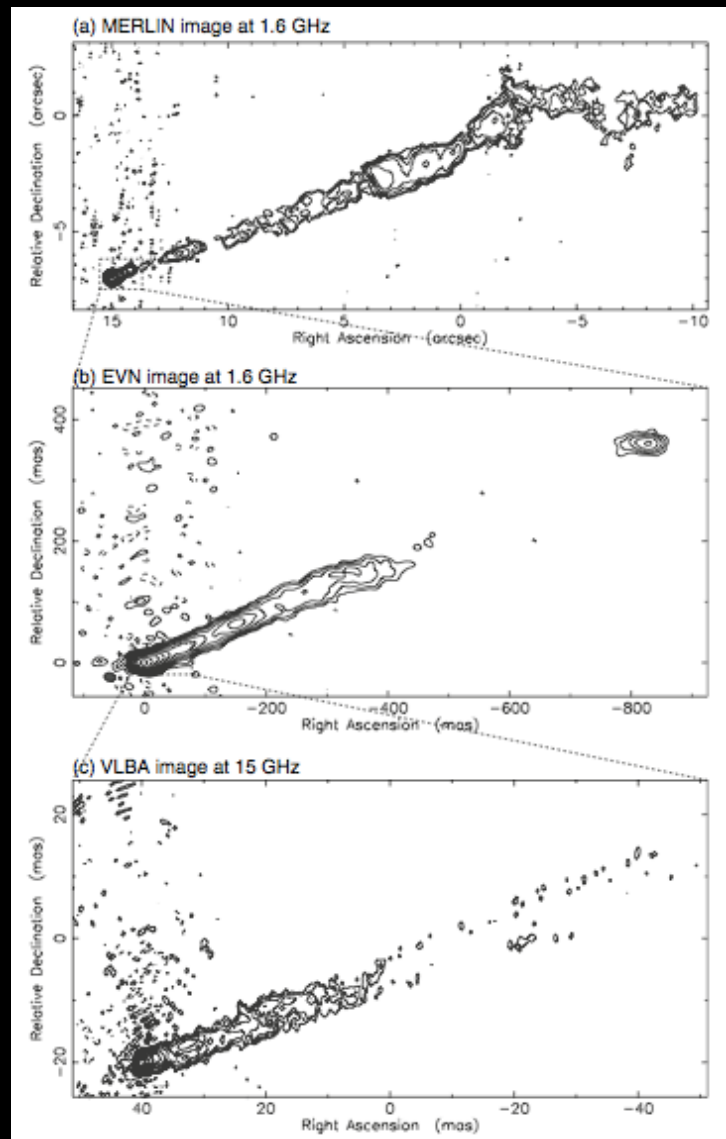 (a) MERLIN image at 1.6 GHz
Relative Declination (arcsec)
0
−5
15 10 5 0 −5 −10
Right Ascension (arcsec)
(b) EVN image at 1.6 GHz
Relative Declination (mas)
400
200
0
0 −200 −400 −600 −800
Right Ascension (mas)
(c) VLBA image at 15 GHz
Relative Declination (mas)
20
0
−20
40 20 0 −20 −40
Right Ascension (mas)